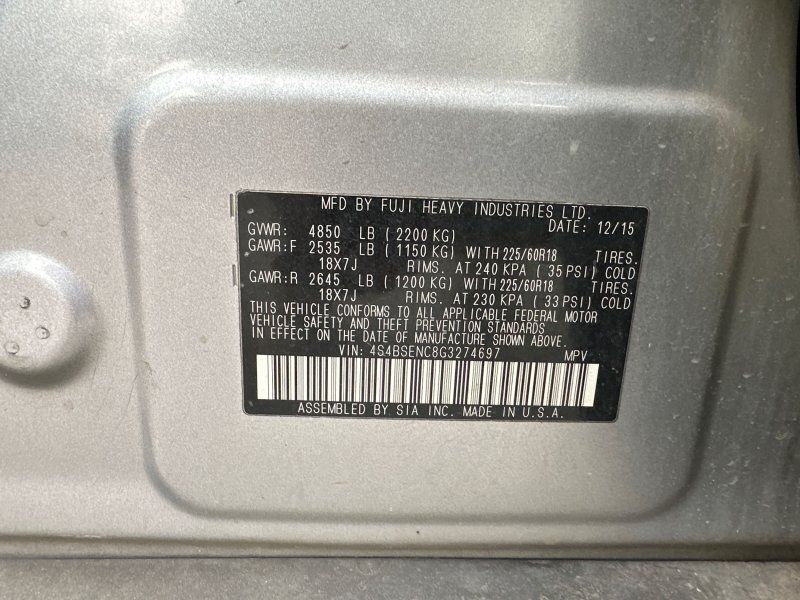 MFD BY FUJI HEAVY INDUSTRIES LTD.
DATE: 12/15
GVWR: 4850 LB ( 2200 KG)
GAWR:F 2535 LB ( 1150 KG) WITH 225/60R18 TIRES.
18X7J RIMS. AT 240 KPA ( 35 PSI) COLD
GAWR:R 2645 LB ( 1200 KG) WITH 225/60R18 TIRES.
18X7J RIMS. AT 230 KPA ( 33 PSI) COLD
THIS VEHICLE CONFORMS TO ALL APPLICABLE FEDERAL MOTOR
VEHICLE SAFETY AND THEFT PREVENTION STANDARDS
IN EFFECT ON THE DATE OF MANUFACTURE SHOWN ABOVE.
VIN: 4S4BSENC8G3274697 MPV
ASSEMBLED BY SIA INC. MADE IN U.S.A.